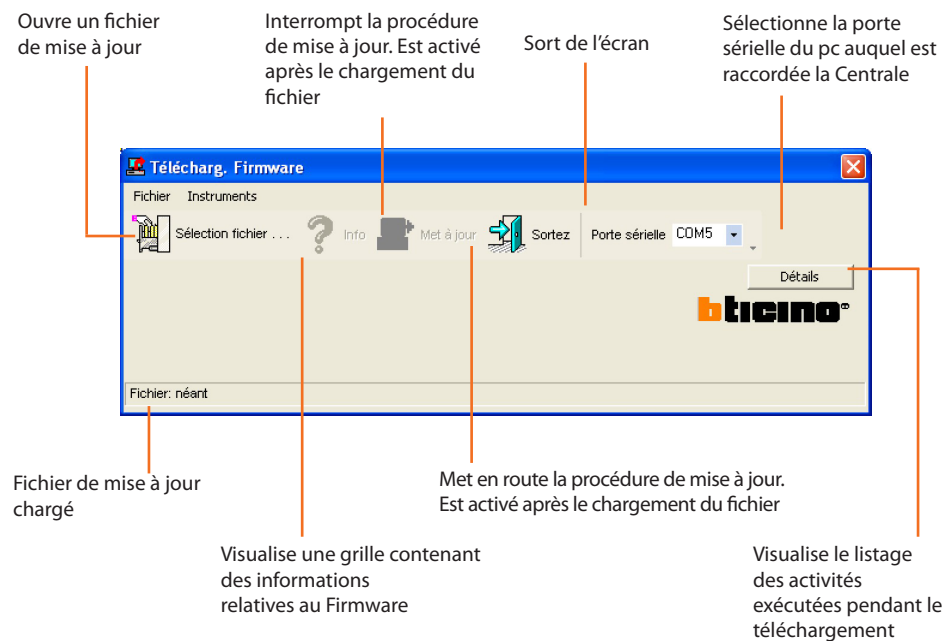 Ouvre un fichier
de mise à jour
Interrompt la procédure
de mise à jour. Est activé
après le chargement du
fichier
Sort de l'écran
Sélectionne la porte
sérielle du pc auquel est
raccordée la Centrale
Télécharg. Firmware
Fichier Instruments
Sélection fichier . . . Info Met à jour Sortez Porte sérielle COM5
Détails
bticino®
Fichier: néant
Fichier de mise à jour
chargé
Met en route la procédure de mise à jour.
Est activé après le chargement du fichier
Visualise une grille contenant
des informations
relatives au Firmware
Visualise le listage
des activités
exécutées pendant le
téléchargement